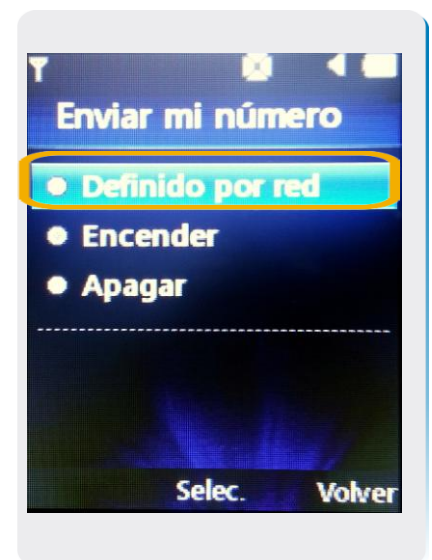 Enviar mi número
Definido por red
Encender
Apagar
Selec. Volver